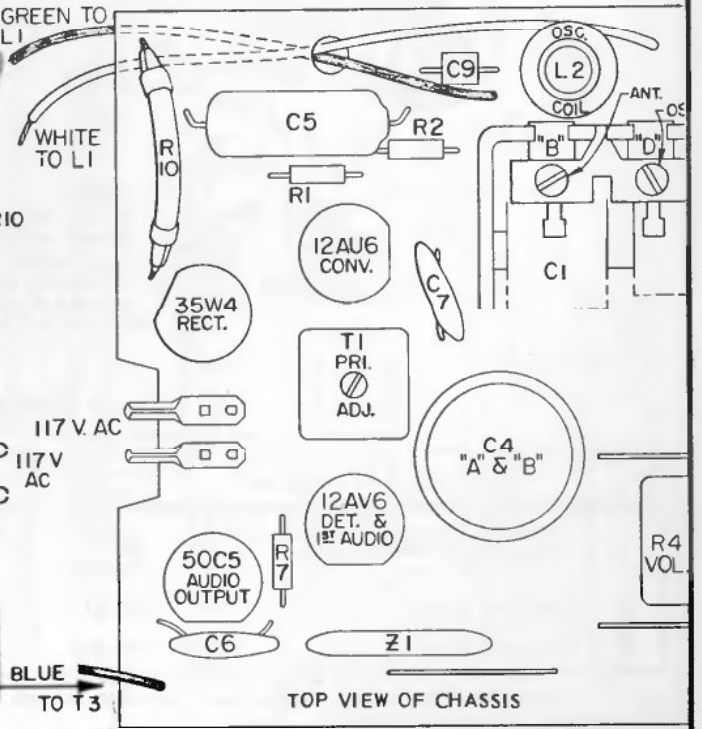 GREEN TO
L1
WHITE
TO L1
R10
R
10
C5
R2
R1
C9
OSC.
L2
COIL
ANT.
"B"
"D"
C1
12AU6
CONV.
C7
35W4
RECT.
T1
PRI.
ADJ.
117 V. AC
117V
AC
C4
"A" & "B"
12AV6
DET. &
1ST AUDIO
R4
VOL.
50C5
AUDIO
OUTPUT
R
7
C6
Z1
BLUE
TO T3
TOP VIEW OF CHASSIS